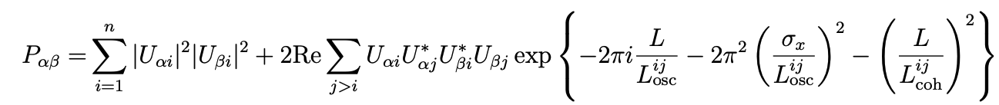 $$P_{\alpha\beta} = \sum_{i=1}^{n} |U_{\alpha i}|^2 |U_{\beta i}|^2 + 2\mathrm{Re} \sum_{j>i} U_{\alpha i} U_{\alpha j}^* U_{\beta i}^* U_{\beta j} \exp \left\{ -2\pi i \frac{L}{L_{\mathrm{osc}}^{ij}} - 2\pi^2 \left( \frac{\sigma_x}{L_{\mathrm{osc}}^{ij}} \right)^2 - \left( \frac{L}{L_{\mathrm{coh}}^{ij}} \right)^2 \right\}$$